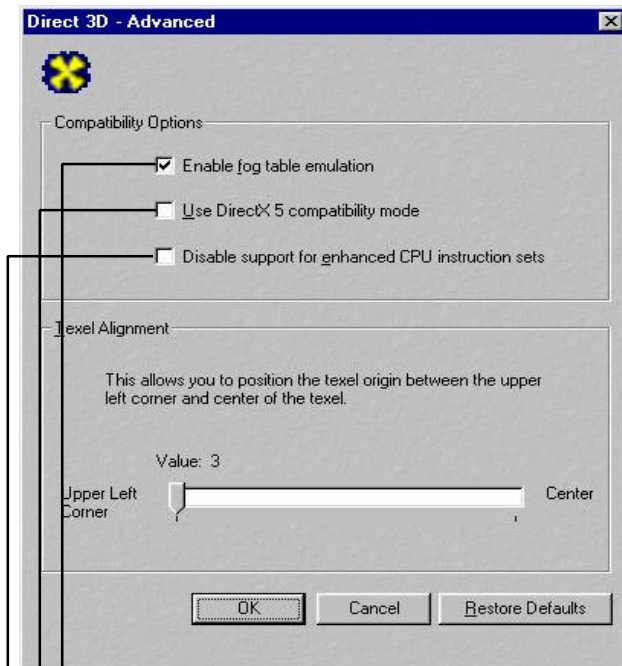 Direct 3D - Advanced
Compatibility Options
Enable fog table emulation
Use DirectX 5 compatibility mode
Disable support for enhanced CPU instruction sets
Texel Alignment
This allows you to position the texel origin between the upper
left corner and center of the texel.
Value: 3
Upper Left
Corner
Center
OK
Cancel
Restore Defaults